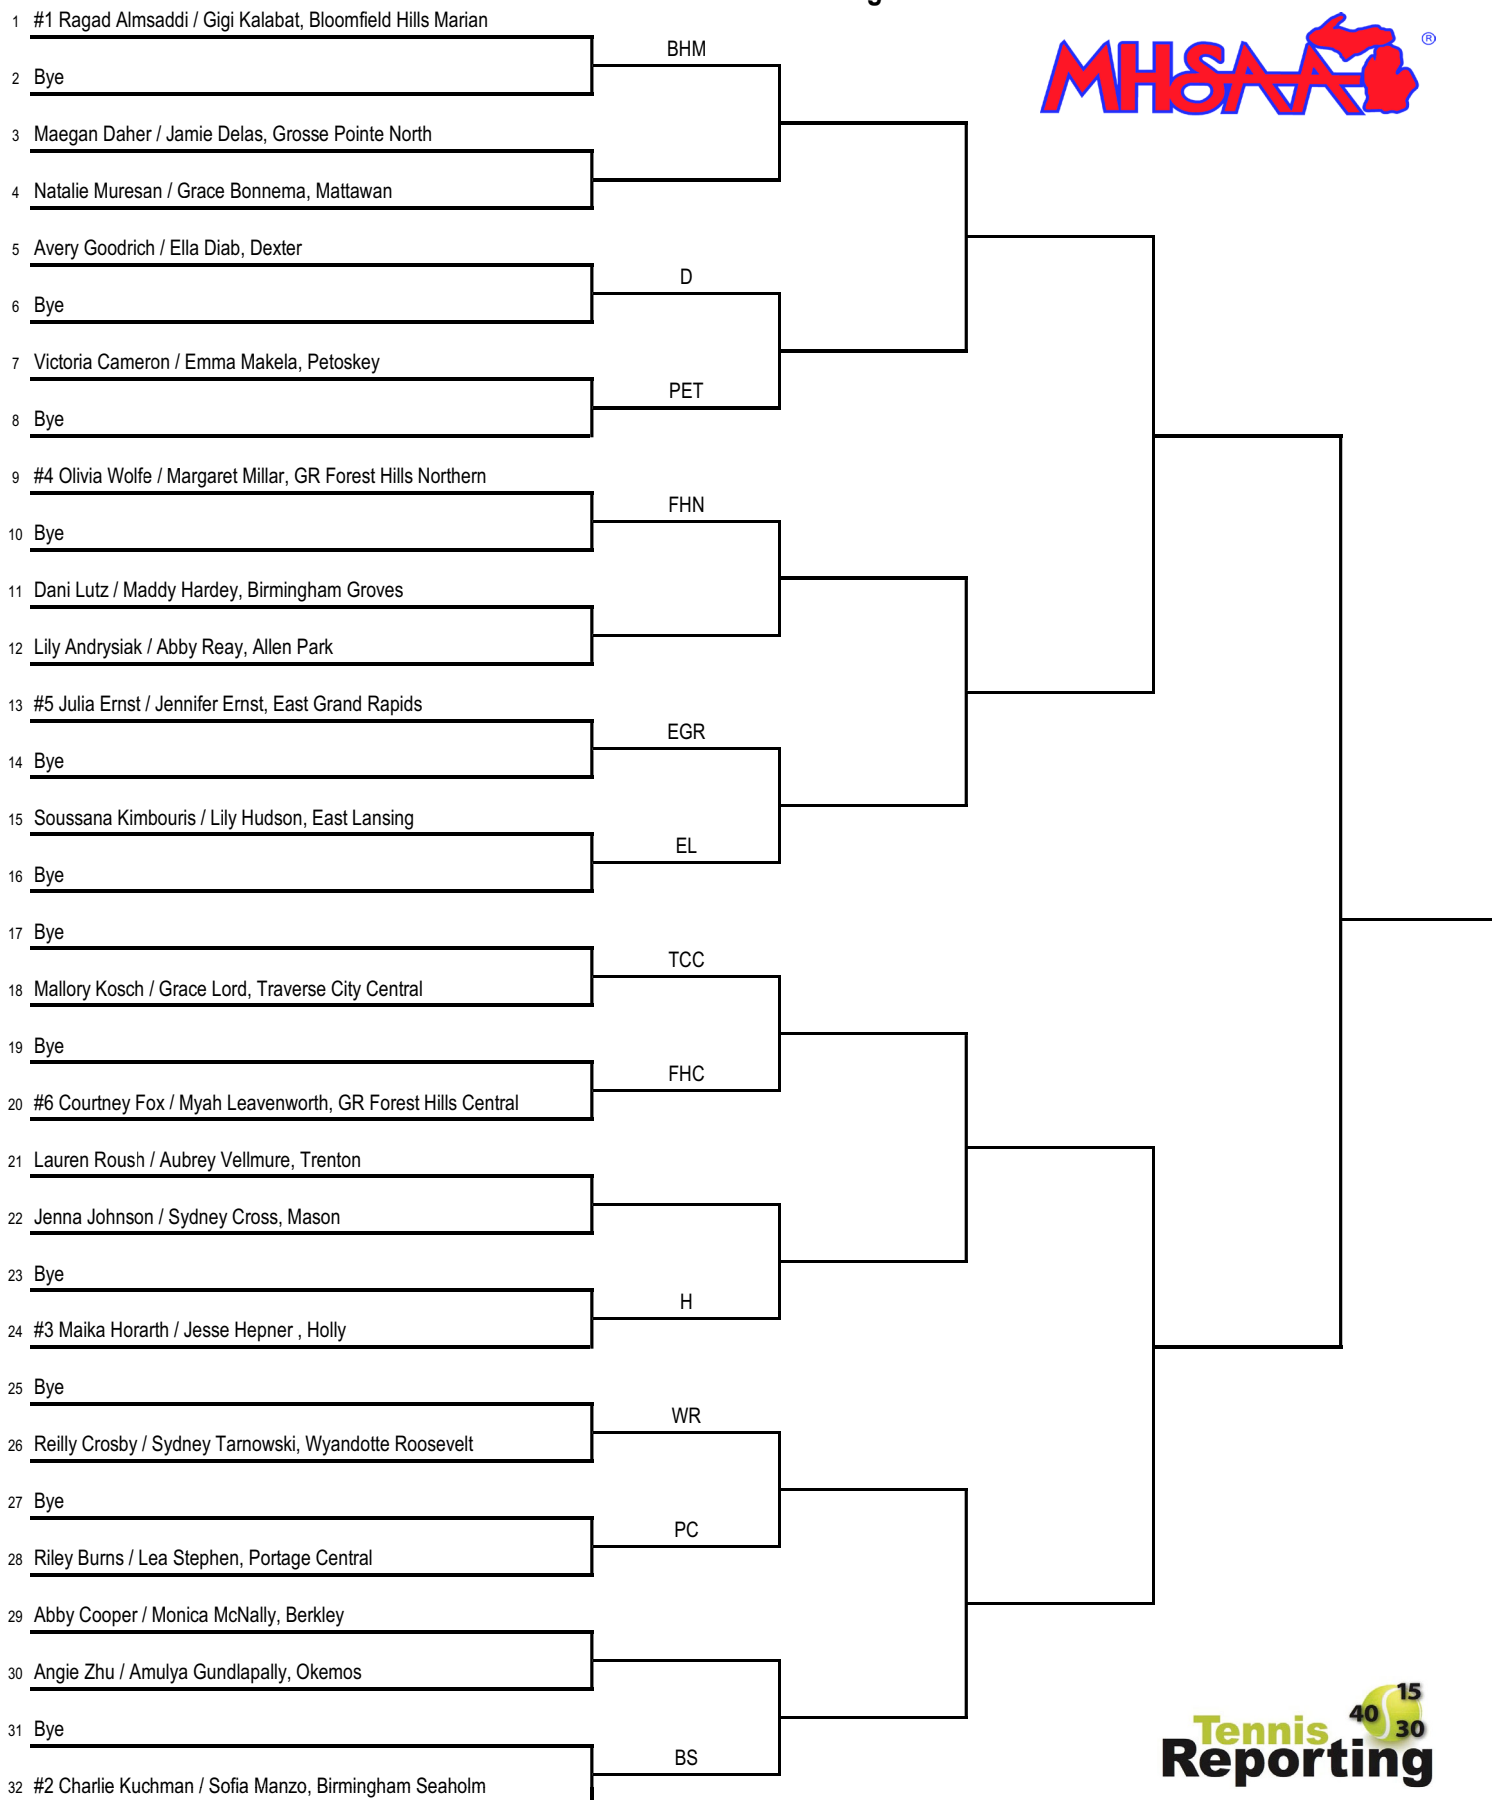 1 #1 Ragad Almsaddi / Gigi Kalabat, Bloomfield Hills Marian
BHM
MHSAA ®
2 Bye
3 Maegan Daher / Jamie Delas, Grosse Pointe North
4 Natalie Muresan / Grace Bonnema, Mattawan
5 Avery Goodrich / Ella Diab, Dexter
D
6 Bye
7 Victoria Cameron / Emma Makela, Petoskey
PET
8 Bye
9 #4 Olivia Wolfe / Margaret Millar, GR Forest Hills Northern
FHN
10 Bye
11 Dani Lutz / Maddy Hardey, Birmingham Groves
12 Lily Andrysiak / Abby Reay, Allen Park
13 #5 Julia Ernst / Jennifer Ernst, East Grand Rapids
EGR
14 Bye
15 Soussana Kimbouris / Lily Hudson, East Lansing
EL
16 Bye
17 Bye
TCC
18 Mallory Kosch / Grace Lord, Traverse City Central
19 Bye
FHC
20 #6 Courtney Fox / Myah Leavenworth, GR Forest Hills Central
21 Lauren Roush / Aubrey Vellmure, Trenton
22 Jenna Johnson / Sydney Cross, Mason
23 Bye
H
24 #3 Maika Horarth / Jesse Hepner , Holly
25 Bye
WR
26 Reilly Crosby / Sydney Tarnowski, Wyandotte Roosevelt
27 Bye
PC
28 Riley Burns / Lea Stephen, Portage Central
29 Abby Cooper / Monica McNally, Berkley
30 Angie Zhu / Amulya Gundlapally, Okemos
31 Bye
BS
32 #2 Charlie Kuchman / Sofia Manzo, Birmingham Seaholm
15
40
30
Tennis
Reporting